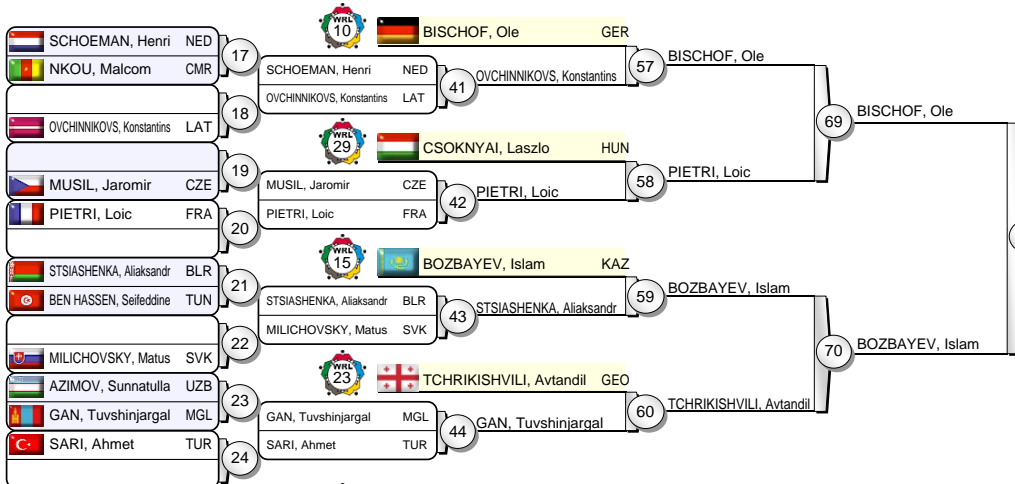 SCHOEMAN, Henri NED
NKOU, Malcom CMR
17
OVCHINNIKOVS, Konstantins LAT
18
MUSIL, Jaromir CZE
19
PIETRI, Loic FRA
20
STSIASHENKA, Aliaksandr BLR
BEN HASSEN, Seifeddine TUN
21
MILICHOVSKY, Matus SVK
22
AZIMOV, Sunnatulla UZB
GAN, Tuvshinjargal MGL
23
SARI, Ahmet TUR
24
WRL
10
BISCHOF, Ole GER
SCHOEMAN, Henri NED
OVCHINNIKOVS, Konstantins LAT
41
OVCHINNIKOVS, Konstantins
57
WRL
29
CSOKNYAI, Laszlo HUN
MUSIL, Jaromir CZE
PIETRI, Loic FRA
42
PIETRI, Loic
58
WRL
15
BOZBAYEV, Islam KAZ
STSIASHENKA, Aliaksandr BLR
MILICHOVSKY, Matus SVK
43
STSIASHENKA, Aliaksandr
59
WRL
23
TCHRIKISHVILI, Avtandil GEO
GAN, Tuvshinjargal MGL
SARI, Ahmet TUR
44
GAN, Tuvshinjargal
60
BISCHOF, Ole
PIETRI, Loic
69
BISCHOF, Ole
BOZBAYEV, Islam
TCHRIKISHVILI, Avtandil
70
BOZBAYEV, Islam